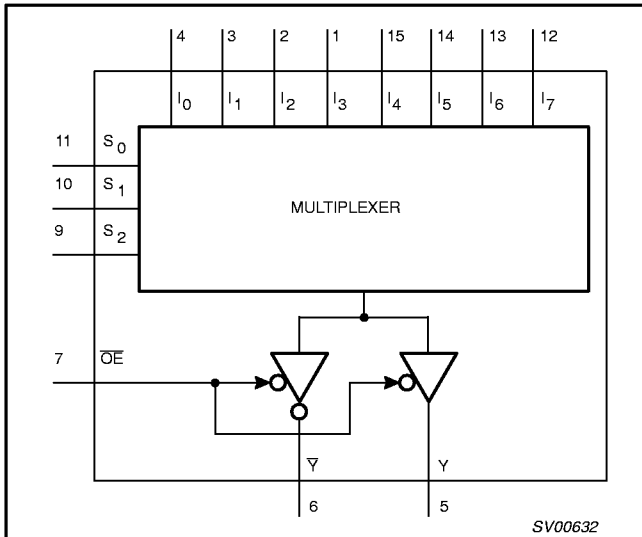 4 3 2 1 15 14 13 12
I0 I1 I2 I3 I4 I5 I6 I7
11 S0
10 S1
MULTIPLEXER
9 S2
7 O̅E̅
Y̅ Y
6 5
SV00632